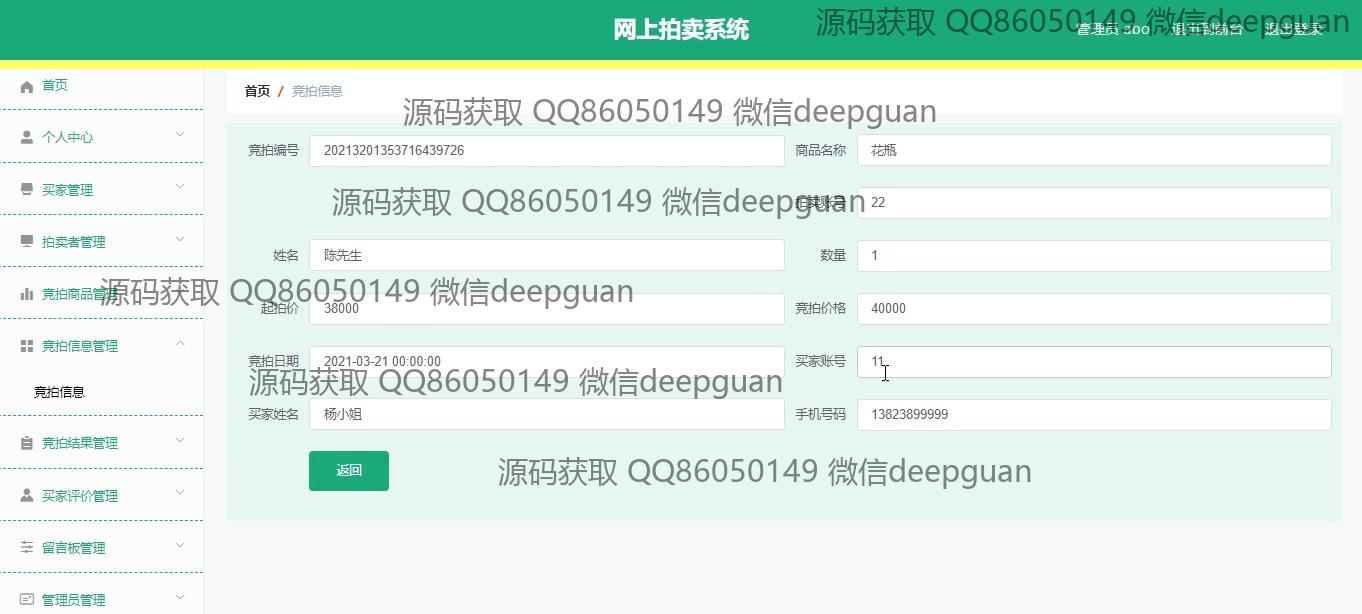 网上拍卖系统
源码获取 QQ86050149 微信deepguan
管理员 abo 退出到前台 退出登录
首页
个人中心
买家管理
拍卖者管理
竞拍商品管理
竞拍信息管理
竞拍信息
竞拍结果管理
买家评价管理
留言板管理
管理员管理
首页 / 竞拍信息
源码获取 QQ86050149 微信deepguan
竞拍编号 20213201353716439726 商品名称 花瓶
源码获取 QQ86050149 微信deepguan
拍卖账号 22
姓名 陈先生 数量 1
源码获取 QQ86050149 微信deepguan
起拍价 38000 竞拍价格 40000
竞拍日期 2021-03-21 00:00:00 买家账号 11
源码获取 QQ86050149 微信deepguan
买家姓名 杨小姐 手机号码 13823899999
返回
源码获取 QQ86050149 微信deepguan